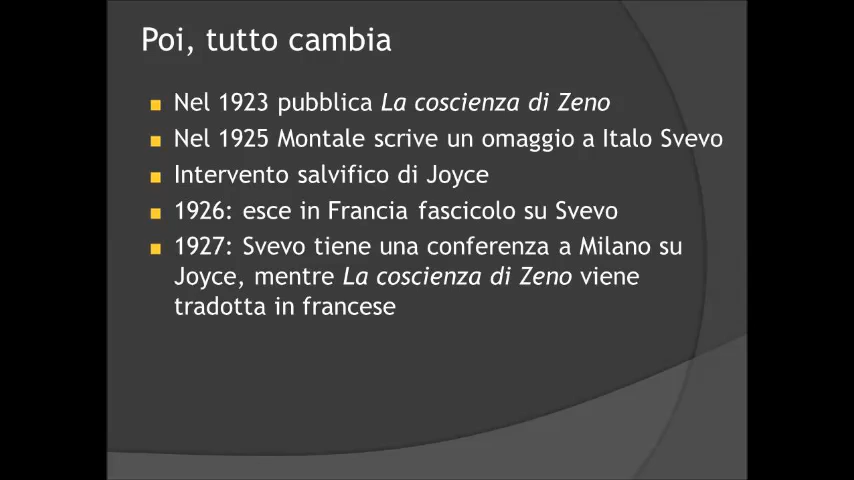 Poi, tutto cambia
Nel 1923 pubblica La coscienza di Zeno
Nel 1925 Montale scrive un omaggio a Italo Svevo
Intervento salvifico di Joyce
1926: esce in Francia fascicolo su Svevo
1927: Svevo tiene una conferenza a Milano su
Joyce, mentre La coscienza di Zeno viene
tradotta in francese